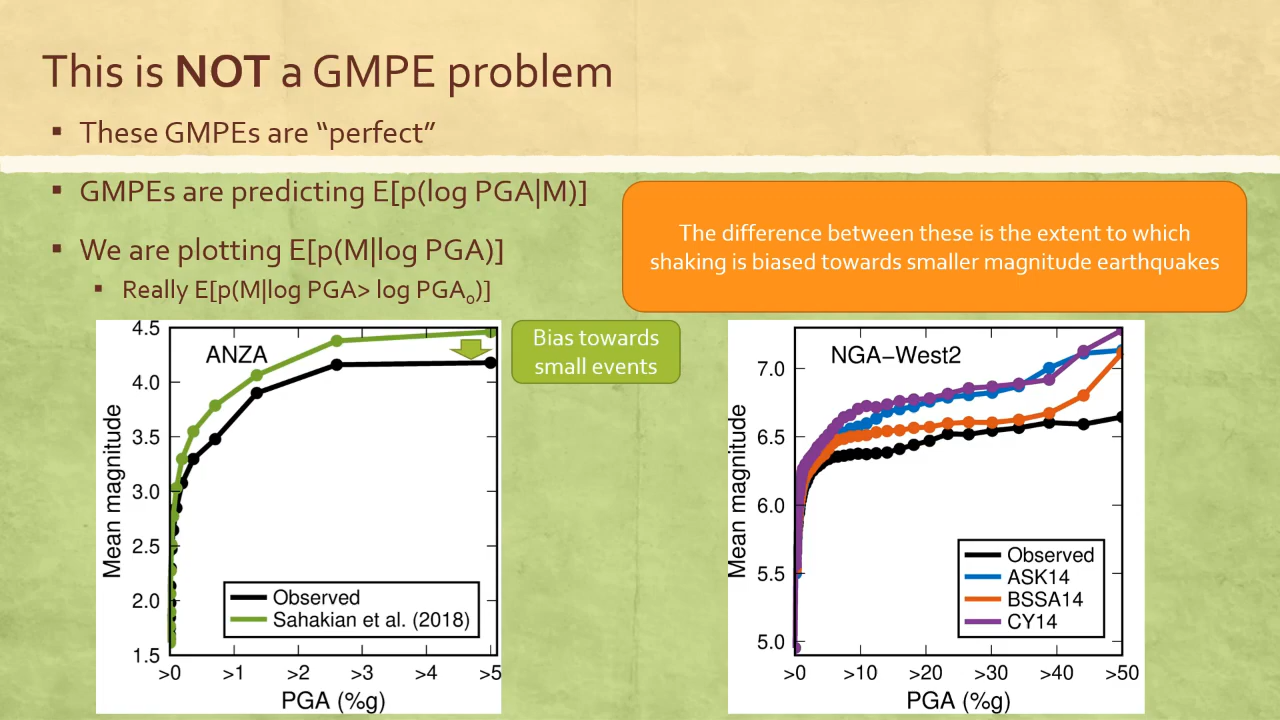 This is NOT a GMPE problem
▪ These GMPEs are “perfect”
▪ GMPEs are predicting E[p(log PGA|M)]
▪ We are plotting E[p(M|log PGA)]
▪ Really E[p(M|log PGA> log PGA₀)]
The difference between these is the extent to which
shaking is biased towards smaller magnitude earthquakes
Bias towards
small events
ANZA
Mean magnitude
4.5
4.0
3.5
3.0
2.5
2.0
1.5
Observed
Sahakian et al. (2018)
>0 >1 >2 >3 >4 >5
PGA (%g)
NGA−West2
Mean magnitude
7.0
6.5
6.0
5.5
5.0
Observed
ASK14
BSSA14
CY14
>0 >10 >20 >30 >40 >50
PGA (%g)